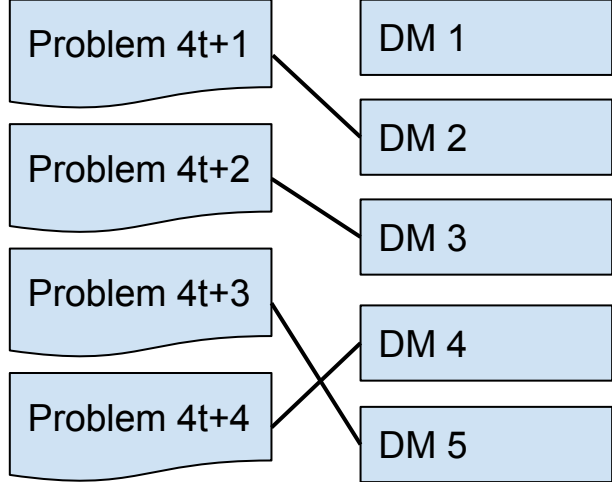 Problem 4t+1
DM 1
DM 2
Problem 4t+2
DM 3
Problem 4t+3
DM 4
Problem 4t+4
DM 5